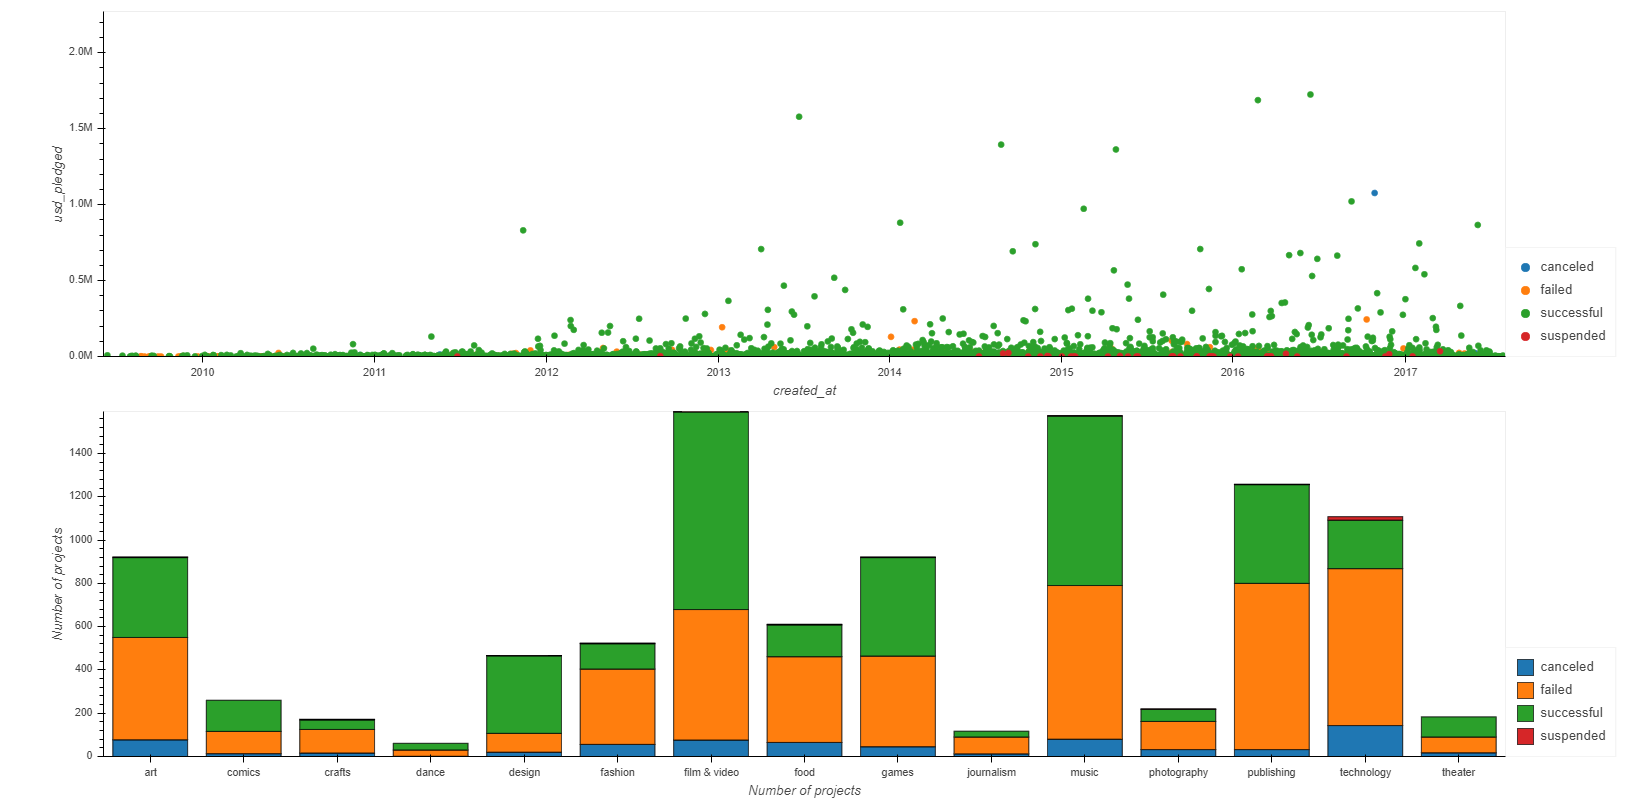 2.0M
1.5M
1.0M
0.5M
0.0M
usd_pledged
2010 2011 2012 2013 2014 2015 2016 2017
created_at
canceled
failed
successful
suspended
1400
1200
1000
800
600
400
200
0
Number of projects
art comics crafts dance design fashion film & video food games journalism music photography publishing technology theater
Number of projects
canceled
failed
successful
suspended